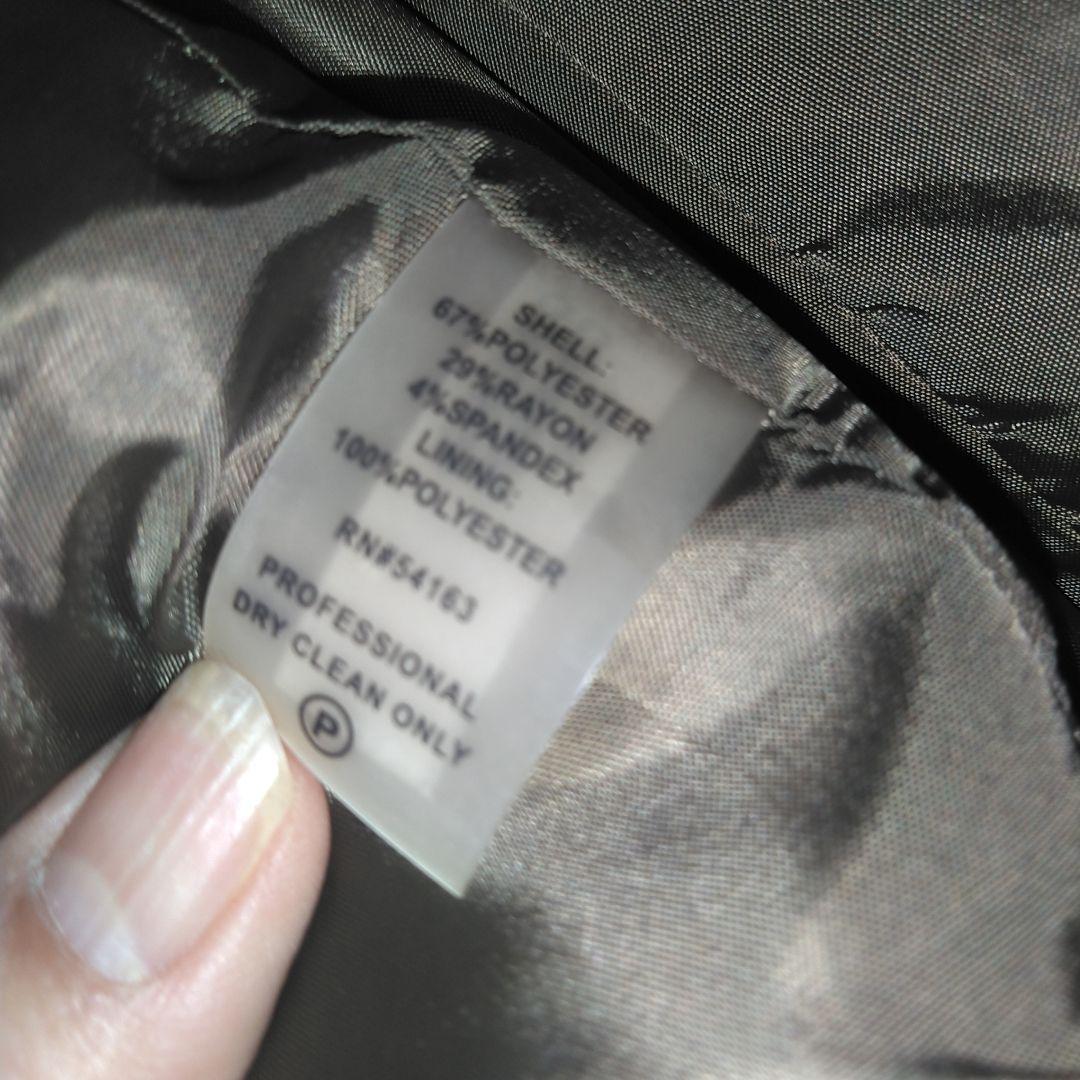 SHELL:
67%POLYESTER
29%RAYON
4%SPANDEX
LINING:
100%POLYESTER
RN#54163
PROFESSIONAL
DRY CLEAN ONLY
P